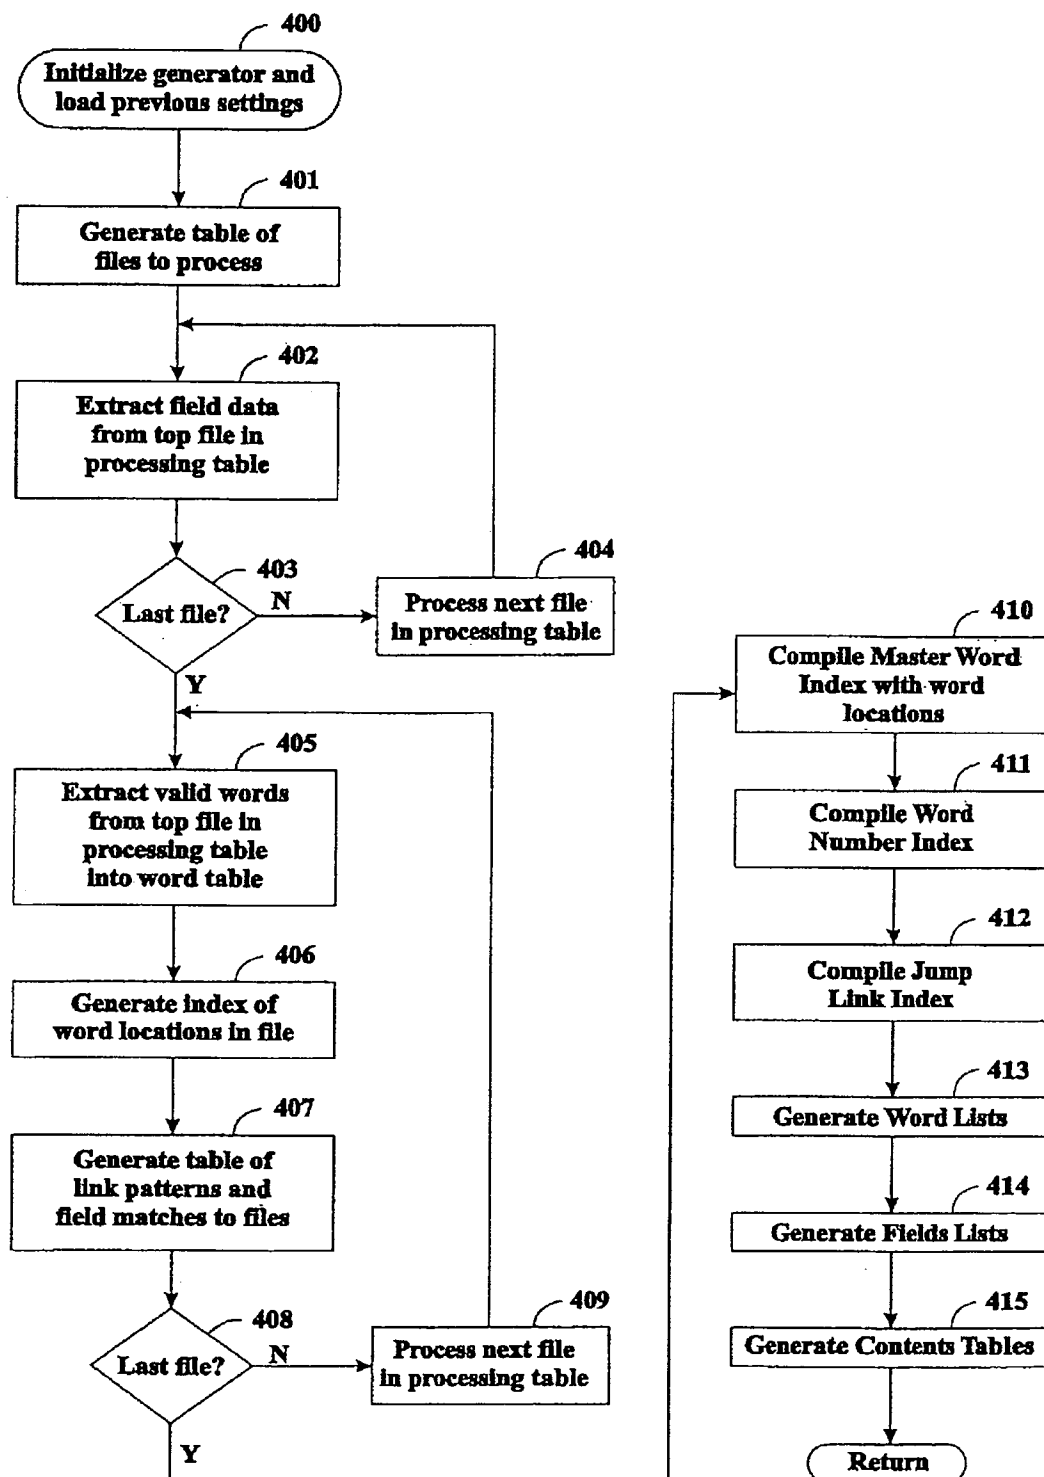 400
Initialize generator and
load previous settings
401
Generate table of
files to process
402
Extract field data
from top file in
processing table
403
Last file?
N
Y
404
Process next file
in processing table
405
Extract valid words
from top file in
processing table
into word table
406
Generate index of
word locations in file
407
Generate table of
link patterns and
field matches to files
408
Last file?
N
Y
409
Process next file
in processing table
410
Compile Master Word
Index with word
locations
411
Compile Word
Number Index
412
Compile Jump
Link Index
413
Generate Word Lists
414
Generate Fields Lists
415
Generate Contents Tables
Return